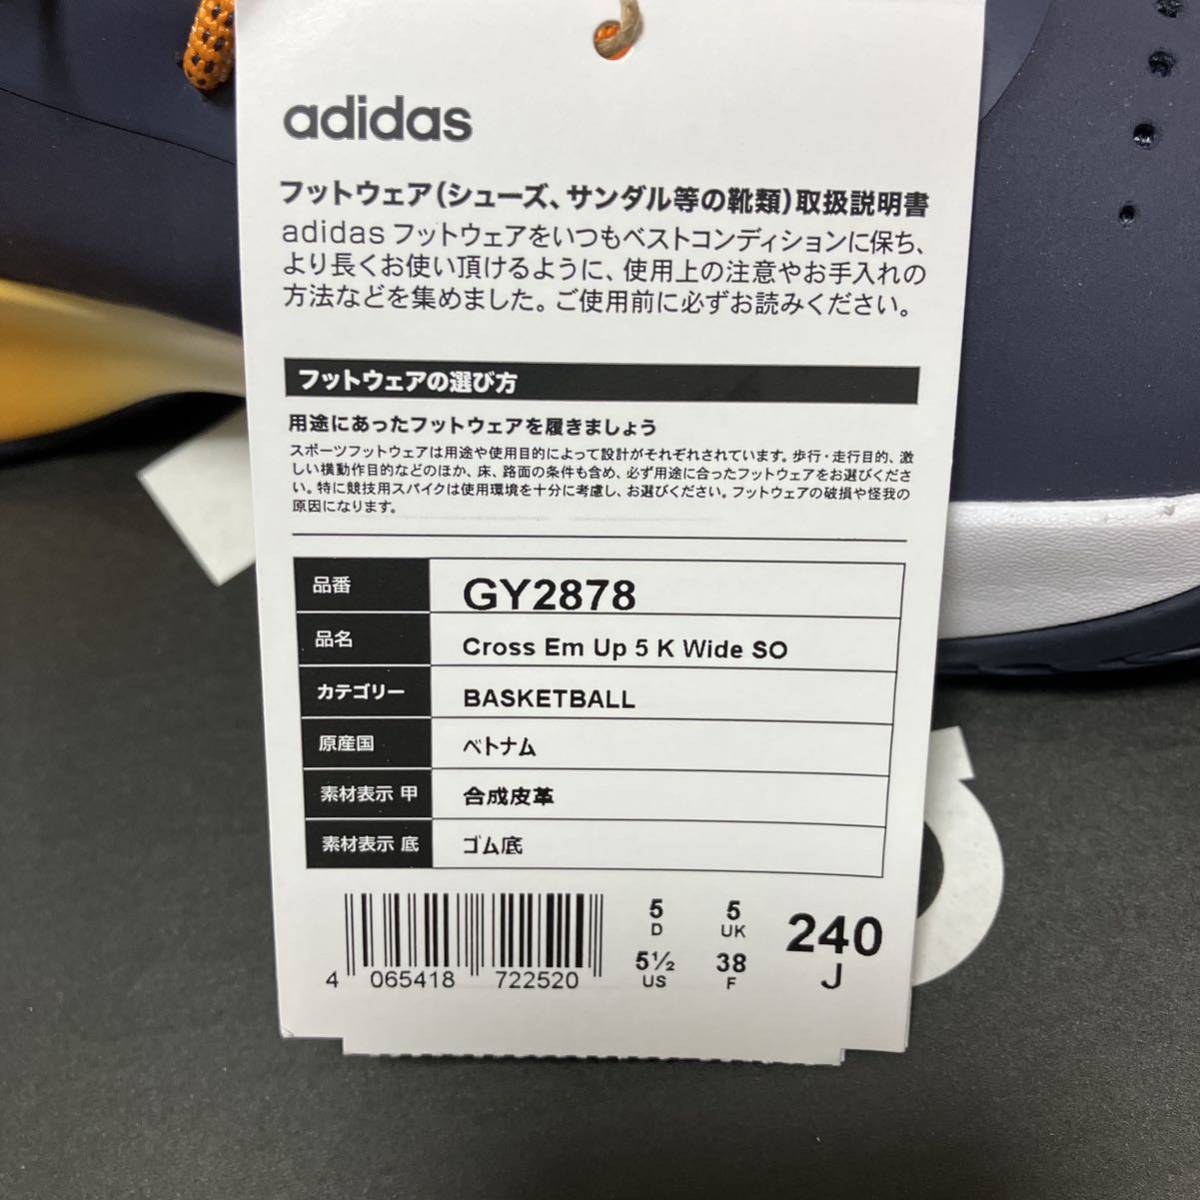 adidas
フットウェア(シューズ、サンダル等の靴類)取扱説明書
adidas フットウェアをいつもベストコンディションに保ち、
より長くお使い頂けるように、使用上の注意やお手入れの
方法などを集めました。ご使用前に必ずお読みください。
フットウェアの選び方
用途にあったフットウェアを履きましょう
スポーツフットウェアは用途や使用目的によって設計がそれぞれされています。歩行・走行目的、激
しい横動作目的などのほか、床、路面の条件も含め、必ず用途に合ったフットウェアをお選びくださ
い。特に競技用スパイクは使用環境を十分に考慮し、お選びください。フットウェアの破損や怪我の
原因になります。
品番 GY2878
品名 Cross Em Up 5 K Wide SO
カテゴリー BASKETBALL
原産国 ベトナム
素材表示 甲 合成皮革
素材表示 底 ゴム底
5 D 5 UK
5½ US 38 F
240 J
4 065418 722520